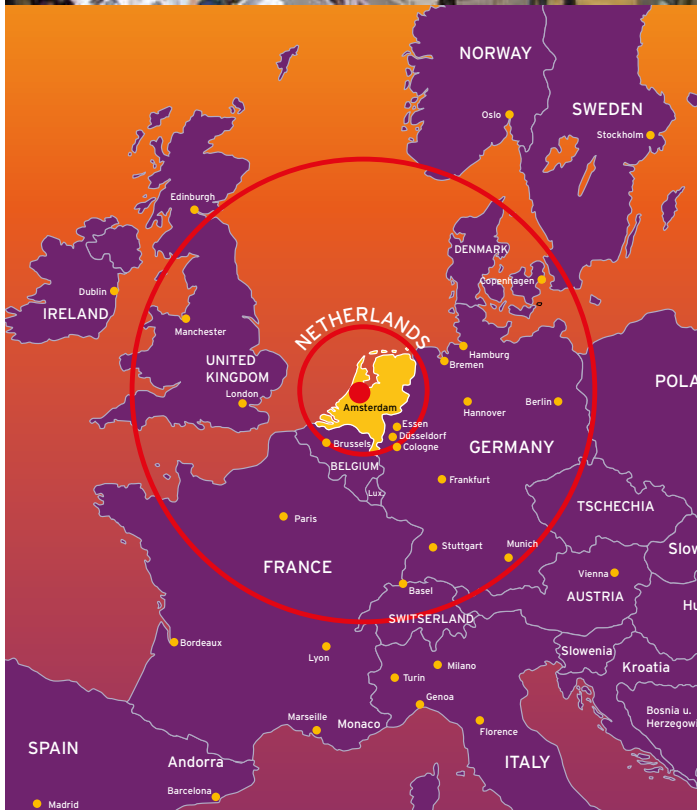 NORWAY
SWEDEN
Oslo
Stockholm
Edinburgh
DENMARK
Copenhagen
Dublin
IRELAND
Manchester
NETHERLANDS
UNITED
KINGDOM
London
Hamburg
Bremen
Amsterdam
Hannover
Berlin
POLA
Essen
Düsseldorf
Cologne
Brussels
BELGIUM
GERMANY
Lux.
Frankfurt
Paris
TSCHECHIA
Stuttgart
Munich
Slow
FRANCE
Vienna
Basel
AUSTRIA
Hu
SWITSERLAND
Bordeaux
Lyon
Slowenia
Milano
Kroatia
Turin
Genoa
Marseille
Monaco
Florence
Bosnia u.
Herzegowi
SPAIN
Andorra
ITALY
Barcelona
Madrid